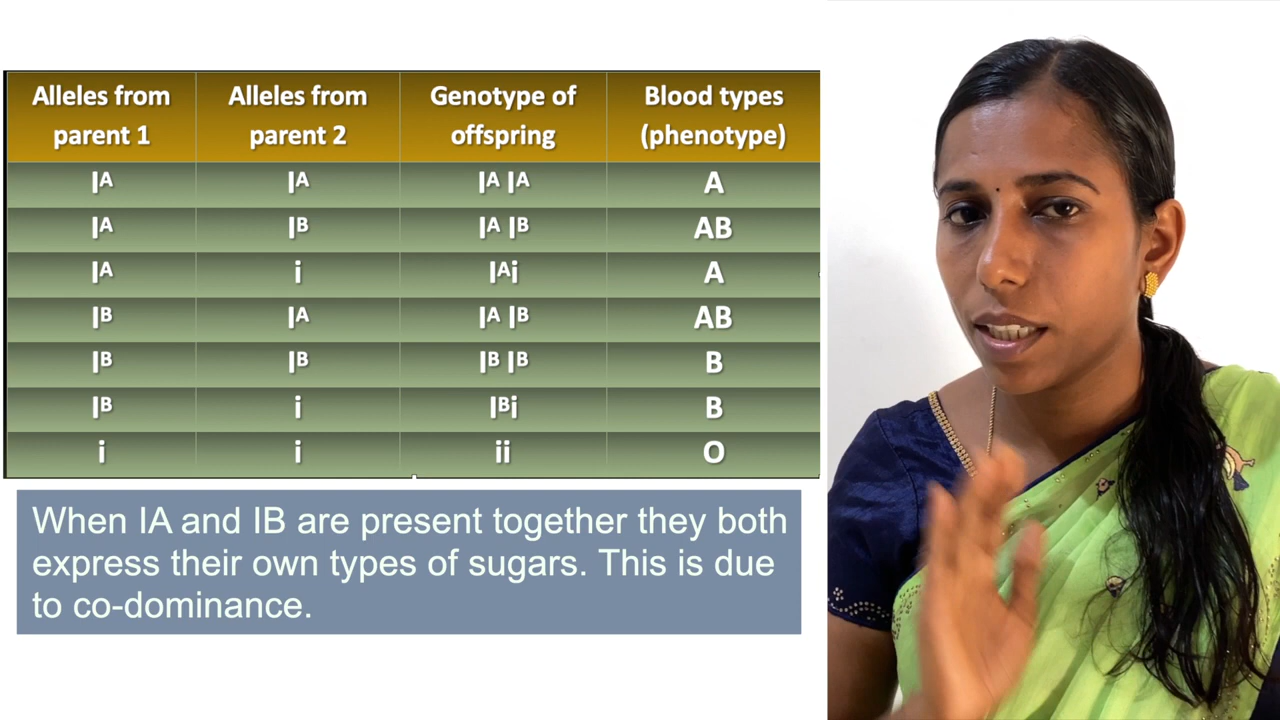 Alleles from parent 1 Alleles from parent 2 Genotype of offspring Blood types (phenotype)
Iᴬ Iᴬ Iᴬ Iᴬ A
Iᴬ Iᴮ Iᴬ Iᴮ AB
Iᴬ i Iᴬi A
Iᴮ Iᴬ Iᴬ Iᴮ AB
Iᴮ Iᴮ Iᴮ Iᴮ B
Iᴮ i Iᴮi B
i i ii O
When IA and IB are present together they both
express their own types of sugars. This is due
to co-dominance.